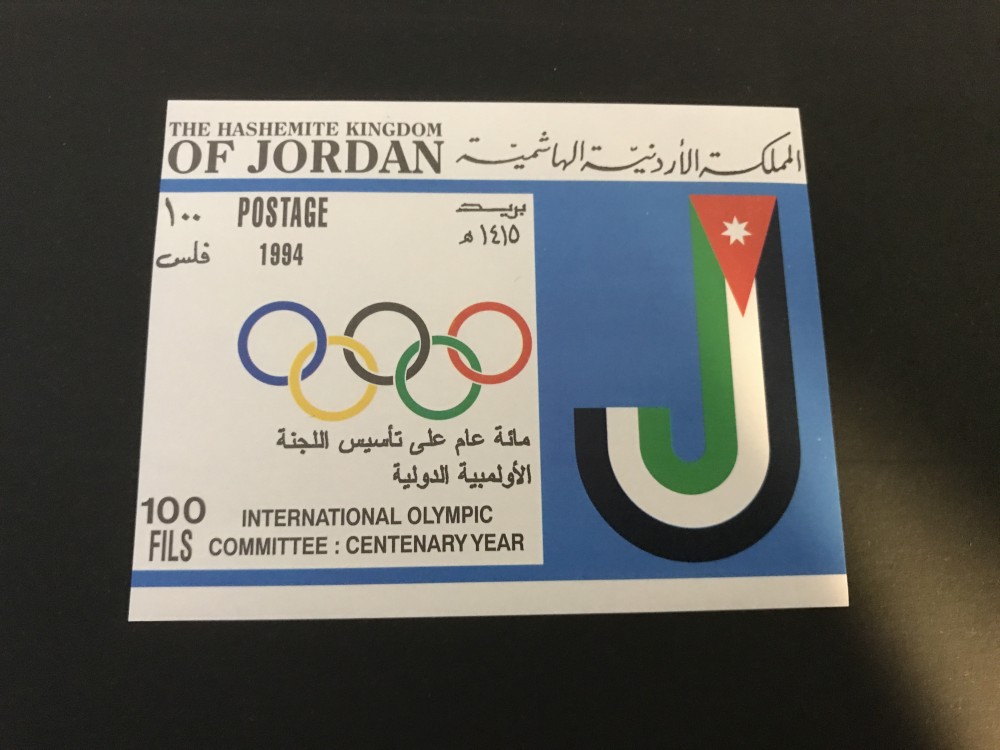 THE HASHEMITE KINGDOM
OF JORDAN
المملكة الأردنية الهاشمية
١٠٠
فلس
POSTAGE
1994
بريد
١٤١٥ ه
مائة عام على تأسيس اللجنة
الأولمبية الدولية
100
FILS
INTERNATIONAL OLYMPIC
COMMITTEE : CENTENARY YEAR